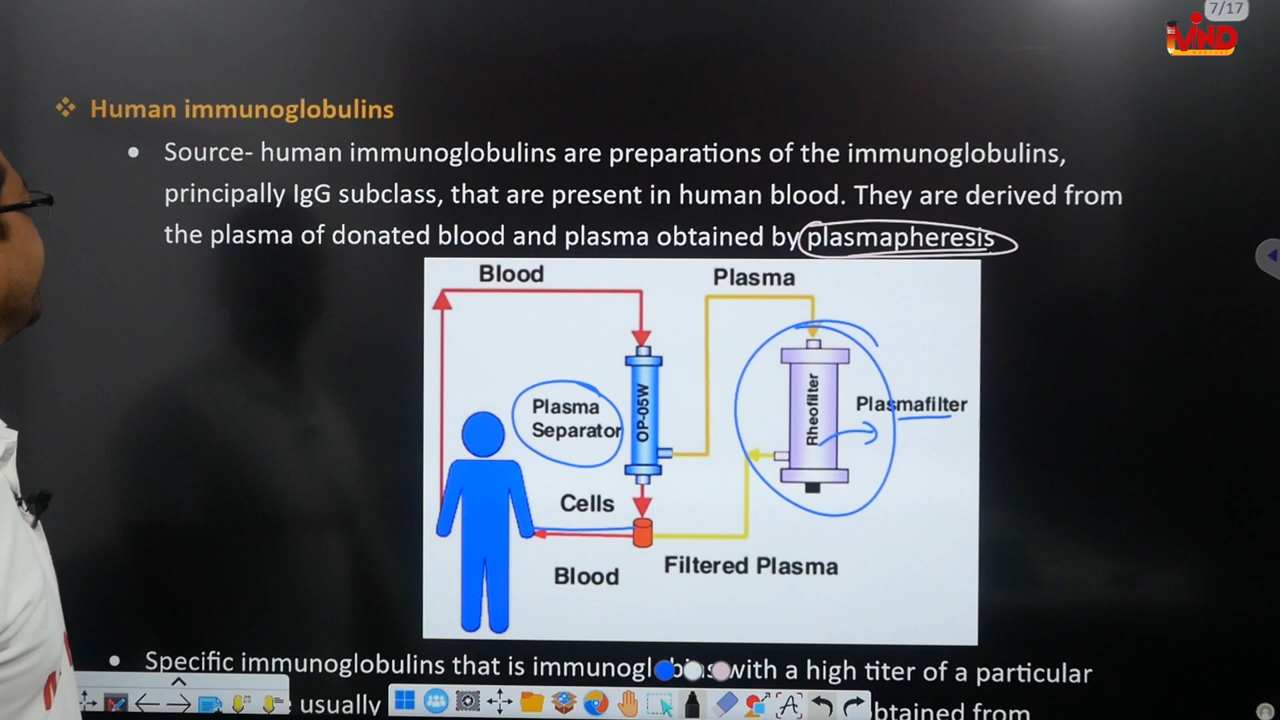 7/17
MIND
Human immunoglobulins
Source- human immunoglobulins are preparations of the immunoglobulins,
principally IgG subclass, that are present in human blood. They are derived from
the plasma of donated blood and plasma obtained by plasmapheresis
Blood
Plasma
Plasma
Separator
OP-05W
Rheofilter
Plasmafilter
Cells
Blood
Filtered Plasma
Specific immunoglobulins that is with a high titer of a particular
usually